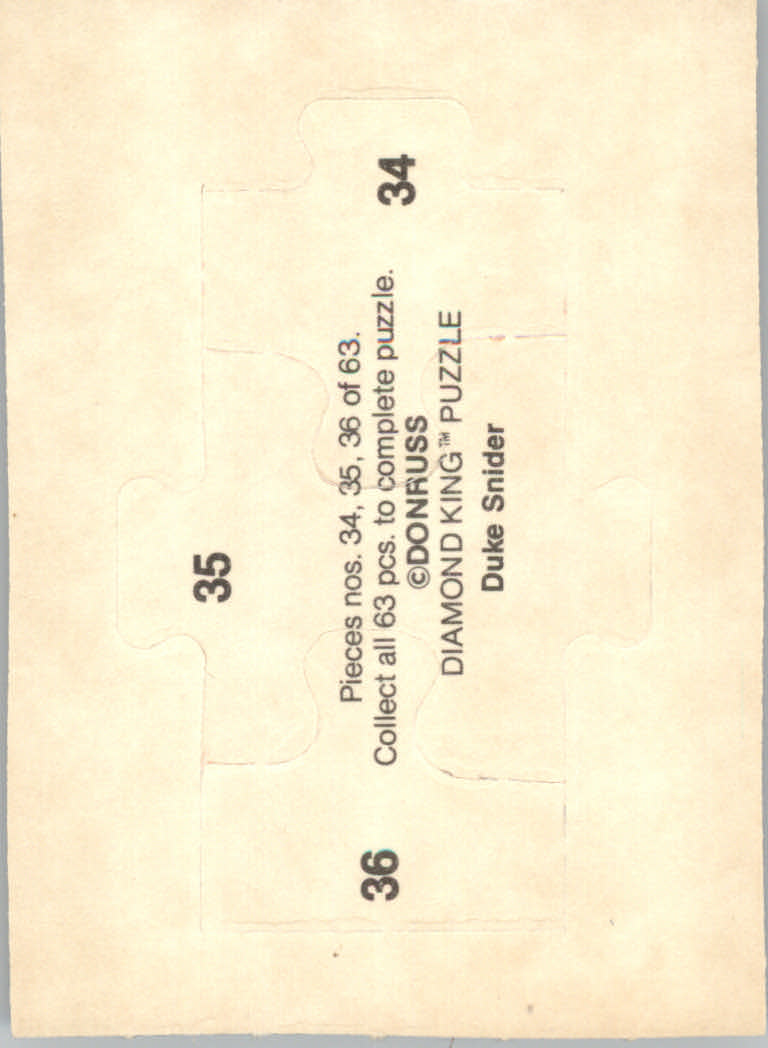 34
35
36
Pieces nos. 34, 35, 36 of 63.
Collect all 63 pcs. to complete puzzle.
©DONRUSS
DIAMOND KING™ PUZZLE
Duke Snider